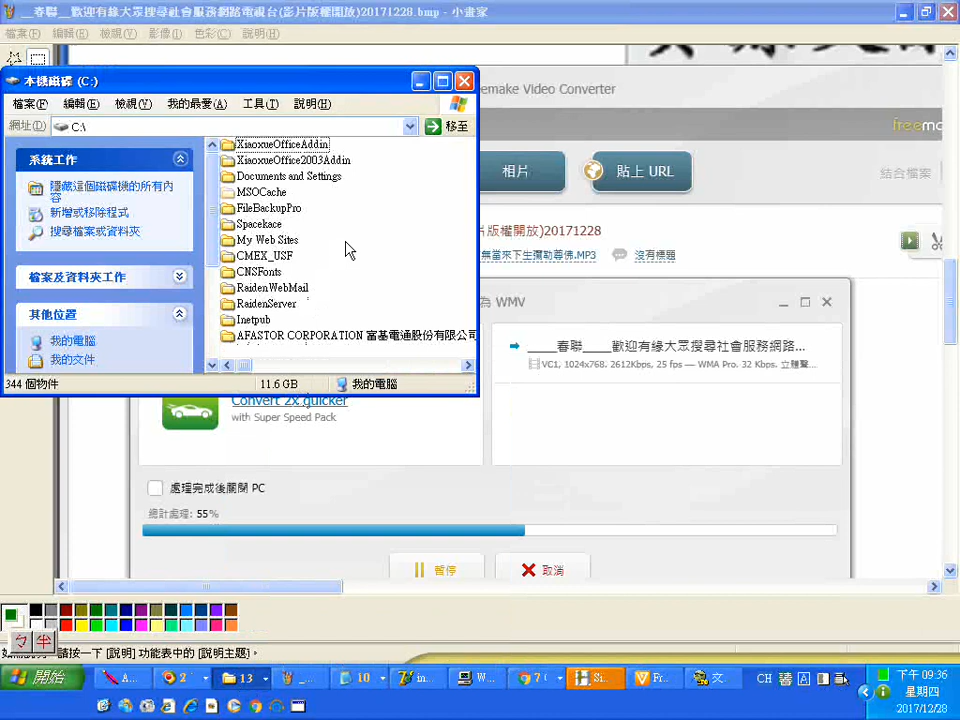 __春聯__歡迎有緣大眾搜尋社會服務網路電視台(影片版權開放)20171228.bmp - 小畫家
檔案(F) 編輯(E) 檢視(V) 影像(I) 色彩(C) 說明(H)
本機磁碟 (C:)
檔案(F) 編輯(E) 檢視(V) 我的最愛(A) 工具(T) 說明(H)
網址(D) C:\ 移至
系統工作
隱藏這個磁碟機的所有內容
新增或移除程式
搜尋檔案或資料夾
檔案及資料夾工作
其他位置
我的電腦
我的文件
XiaoxueOfficeAddin
XiaoxueOffice2003Addin
Documents and Settings
MSOCache
FileBackupPro
Spacekace
My Web Sites
CMEX_USF
CNSFonts
RaidenWebMail
RaidenServer
Inetpub
AFASTOR CORPORATION 富基電通股份有限公司
344 個物件 11.6 GB 我的電腦
eemake Video Converter
freema
相片 貼上 URL 結合檔案
片版權開放)20171228
無當來下生彌勒尊佛.MP3 沒有標題
為 WMV
____春聯____歡迎有緣大眾搜尋社會服務網路...
VC1, 1024x768. 2612Kbps, 25 fps — WMA Pro. 32 Kbps. 立體聲...
Convert 2x quicker
with Super Speed Pack
處理完成後關閉 PC
總計處理: 55%
暫停 取消
ㄅ 半
請按一下 [說明] 功能表中的 [說明主題]。
開始 A... 2 13 _... 10 m... W... 7 ( Si... Fr... 文 CH
下午 09:36
星期四
2017/12/28